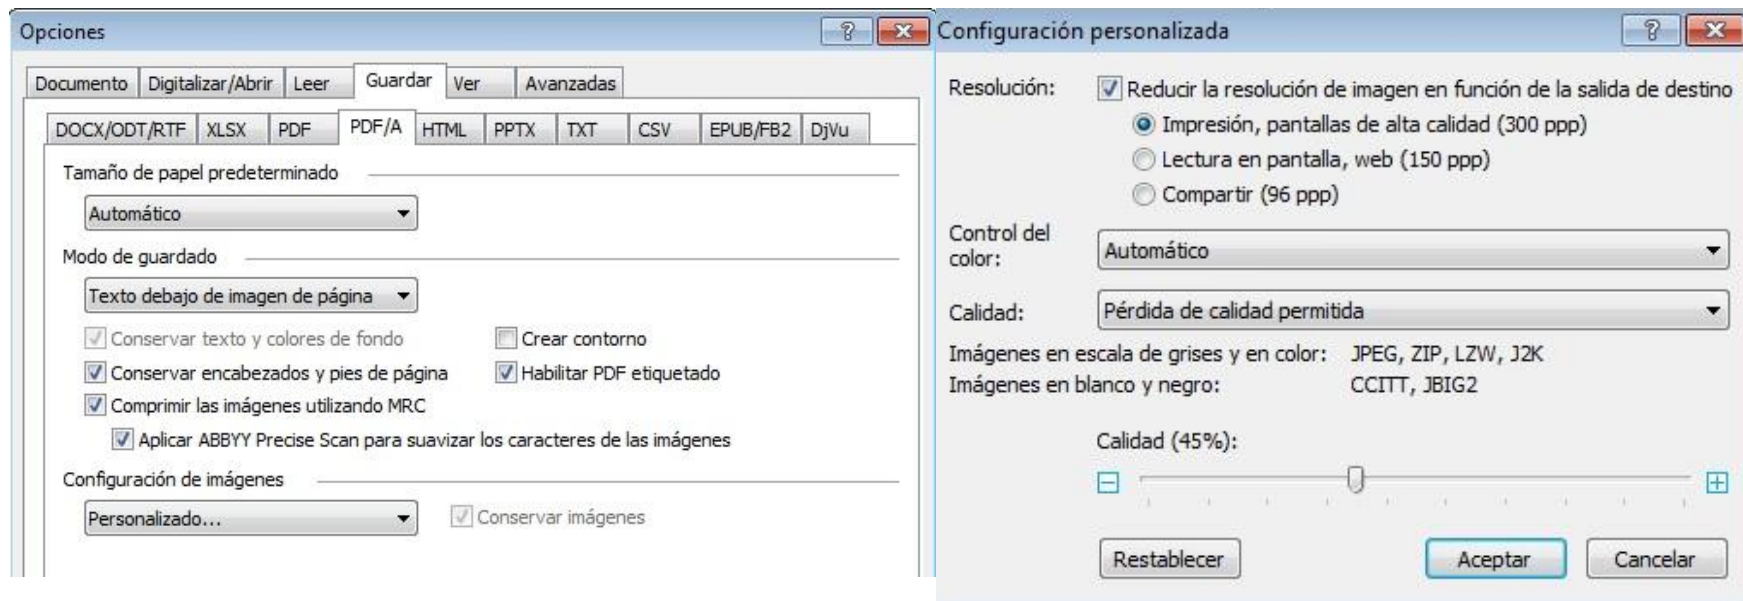 Opciones
Documento Digitalizar/Abrir Leer Guardar Ver Avanzadas
DOCX/ODT/RTF XLSX PDF PDF/A HTML PPTX TXT CSV EPUB/FB2 DjVu
Tamaño de papel predeterminado
Automático
Modo de guardado
Texto debajo de imagen de página
Conservar texto y colores de fondo
Crear contorno
Conservar encabezados y pies de página
Habilitar PDF etiquetado
Comprimir las imágenes utilizando MRC
Aplicar ABBYY Precise Scan para suavizar los caracteres de las imágenes
Configuración de imágenes
Personalizado...
Conservar imágenes
Configuración personalizada
Resolución:
Reducir la resolución de imagen en función de la salida de destino
Impresión, pantallas de alta calidad (300 ppp)
Lectura en pantalla, web (150 ppp)
Compartir (96 ppp)
Control del
color:
Automático
Calidad:
Pérdida de calidad permitida
Imágenes en escala de grises y en color: JPEG, ZIP, LZW, J2K
Imágenes en blanco y negro: CCITT, JBIG2
Calidad (45%):
Restablecer
Aceptar
Cancelar